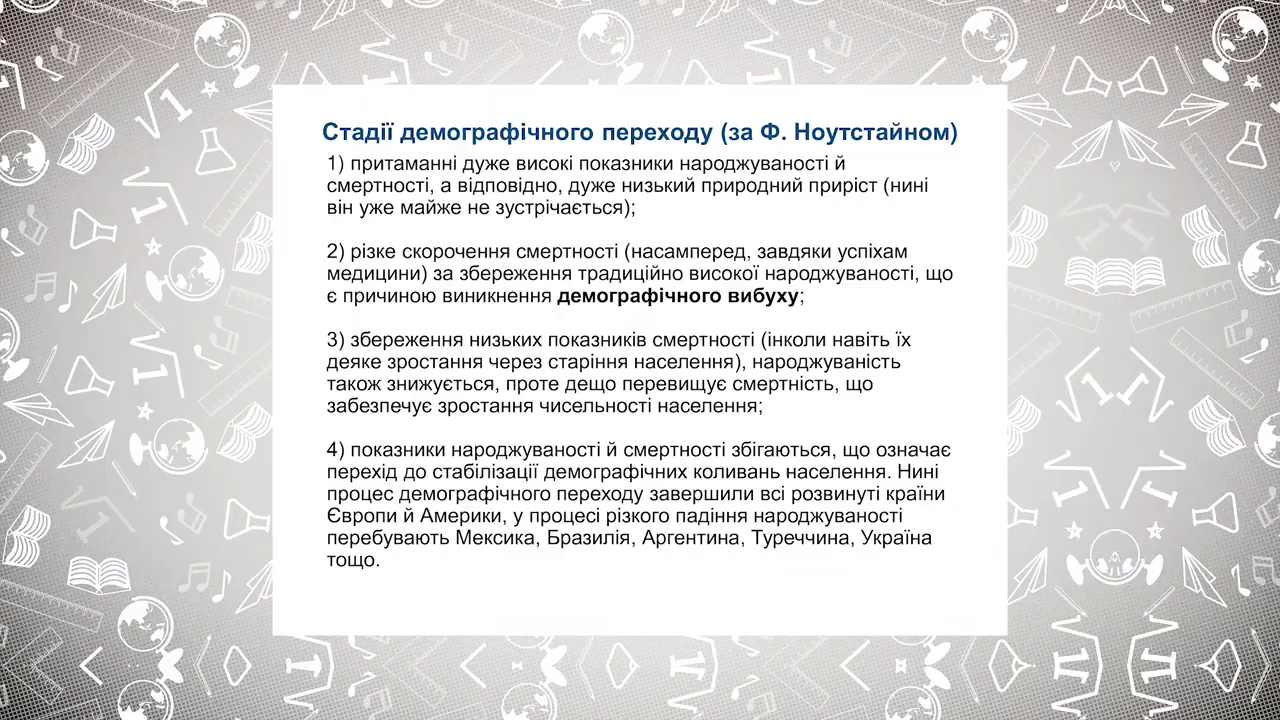 Стадії демографічного переходу (за Ф. Ноутстайном)
1) притаманні дуже високі показники народжуваності й
смертності, а відповідно, дуже низький природний приріст (нині
він уже майже не зустрічається);
2) різке скорочення смертності (насамперед, завдяки успіхам
медицини) за збереження традиційно високої народжуваності, що
є причиною виникнення демографічного вибуху;
3) збереження низьких показників смертності (інколи навіть їх
деяке зростання через старіння населення), народжуваність
також знижується, проте дещо перевищує смертність, що
забезпечує зростання чисельності населення;
4) показники народжуваності й смертності збігаються, що означає
перехід до стабілізації демографічних коливань населення. Нині
процес демографічного переходу завершили всі розвинуті країни
Європи й Америки, у процесі різкого падіння народжуваності
перебувають Мексика, Бразилія, Аргентина, Туреччина, Україна
тощо.